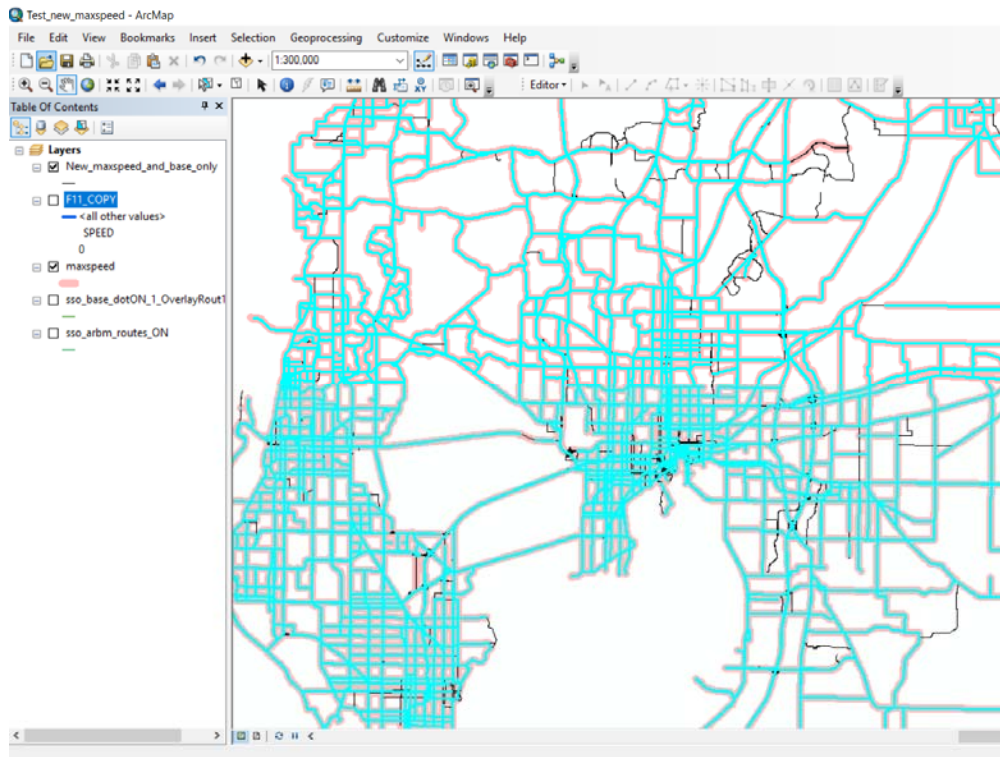 Test_new_maxspeed - ArcMap
File Edit View Bookmarks Insert Selection Geoprocessing Customize Windows Help
1:300,000
Editor
Table Of Contents
Layers
New_maxspeed_and_base_only
F11_COPY
<all other values>
SPEED
0
maxspeed
sso_base_dotON_1_OverlayRout1
sso_arbm_routes_ON